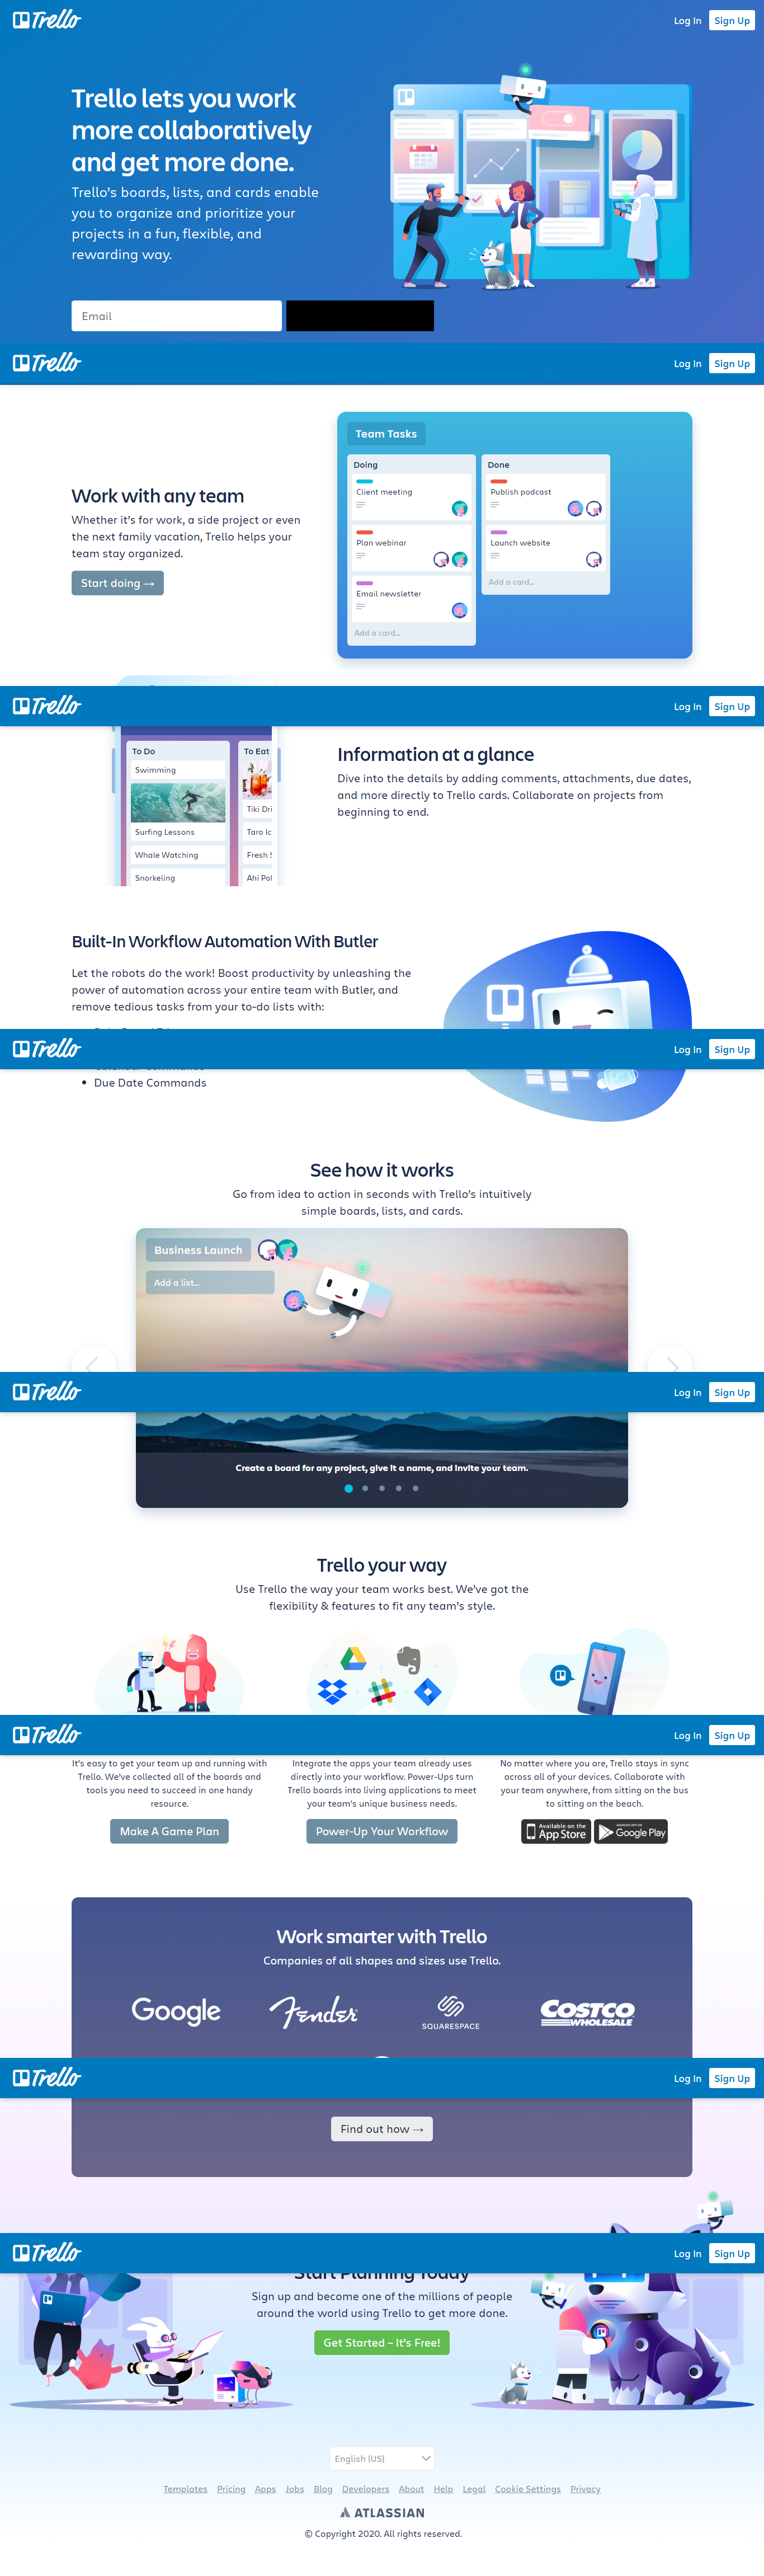 Trello
Log In
Sign Up
Trello lets you work
more collaboratively
and get more done.
Trello's boards, lists, and cards enable
you to organize and prioritize your
projects in a fun, flexible, and
rewarding way.
Email
Trello
Log In
Sign Up
Work with any team
Whether it's for work, a side project or even
the next family vacation, Trello helps your
team stay organized.
Start doing →
Team Tasks
Doing
Client meeting
Plan webinar
Email newsletter
Add a card...
Done
Publish podcast
Launch website
Add a card...
Trello
Log In
Sign Up
To Do
Swimming
Surfing Lessons
Whale Watching
Snorkeling
To Eat
Tiki Dri
Taro Ic
Fresh S
Ahi Pol
Information at a glance
Dive into the details by adding comments, attachments, due dates,
and more directly to Trello cards. Collaborate on projects from
beginning to end.
Built-In Workflow Automation With Butler
Let the robots do the work! Boost productivity by unleashing the
power of automation across your entire team with Butler, and
remove tedious tasks from your to-do lists with:
Trello
Log In
Sign Up
Calendar Commands
• Due Date Commands
See how it works
Go from idea to action in seconds with Trello's intuitively
simple boards, lists, and cards.
Business Launch
Add a list...
Trello
Log In
Sign Up
Create a board for any project, give it a name, and invite your team.
Trello your way
Use Trello the way your team works best. We've got the
flexibility & features to fit any team's style.
Trello
Log In
Sign Up
It's easy to get your team up and running with
Trello. We've collected all of the boards and
tools you need to succeed in one handy
resource.
Make A Game Plan
Integrate the apps your team already uses
directly into your workflow. Power-Ups turn
Trello boards into living applications to meet
your team's unique business needs.
Power-Up Your Workflow
No matter where you are, Trello stays in sync
across all of your devices. Collaborate with
your team anywhere, from sitting on the bus
to sitting on the beach.
Available on the
App Store
ANDROID APP ON
Google Play
Work smarter with Trello
Companies of all shapes and sizes use Trello.
Google
Fender
SQUARESPACE
COSTCO
WHOLESALE
Trello
Log In
Sign Up
Find out how →
Trello
Log In
Sign Up
Start Planning Today
Sign up and become one of the millions of people
around the world using Trello to get more done.
Get Started – It's Free!
English (US)
Templates Pricing Apps Jobs Blog Developers About Help Legal Cookie Settings Privacy
ATLASSIAN
© Copyright 2020. All rights reserved.